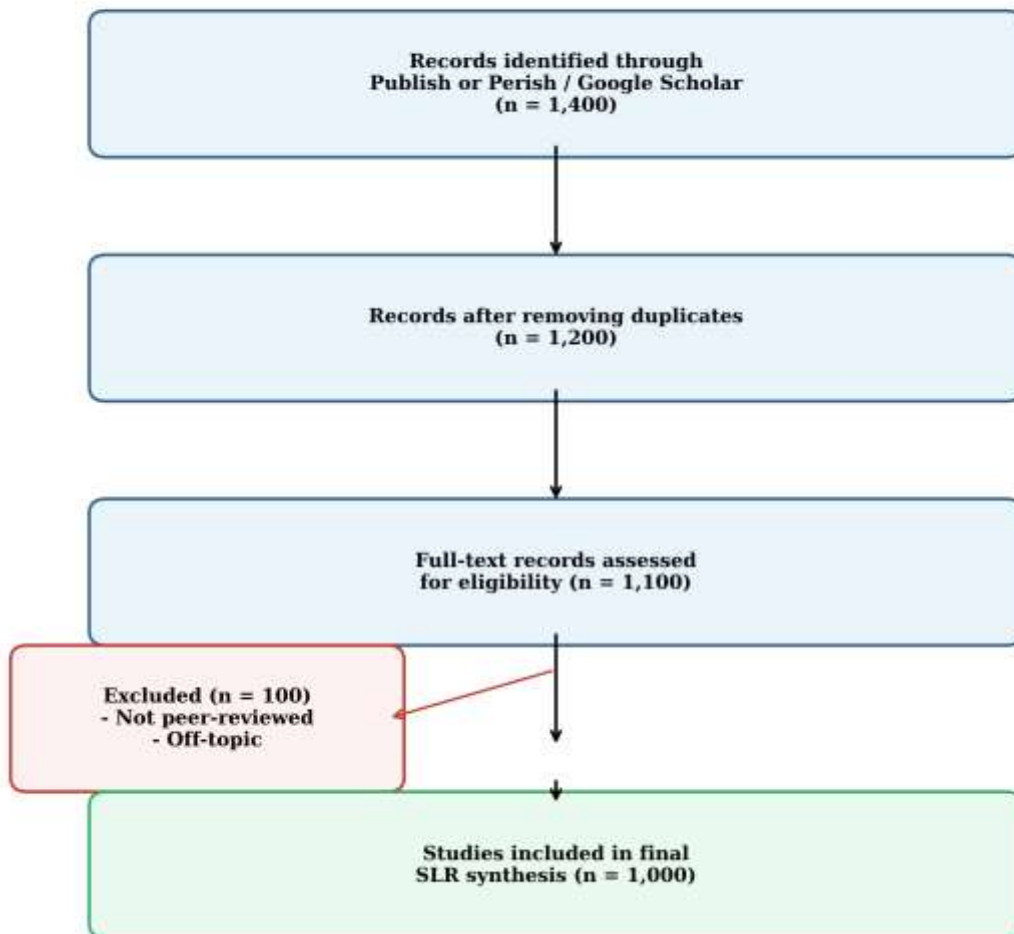 Records identified through
Publish or Perish / Google Scholar
(n = 1,400)
Records after removing duplicates
(n = 1,200)
Full-text records assessed
for eligibility (n = 1,100)
Excluded (n = 100)
- Not peer-reviewed
- Off-topic
Studies included in final
SLR synthesis (n = 1,000)